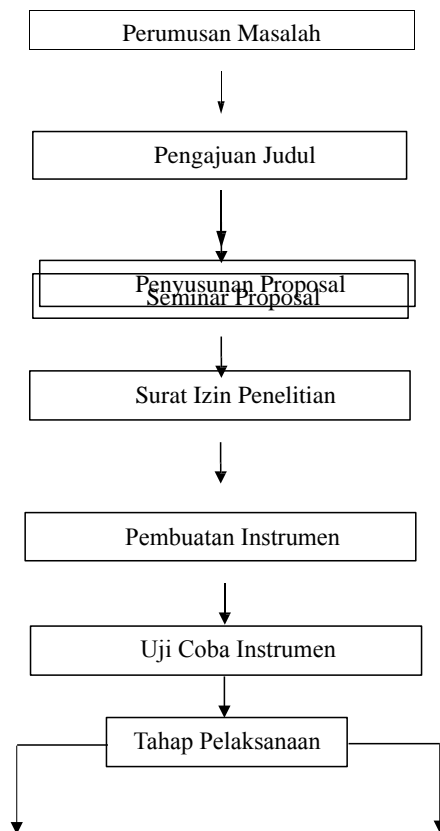 Perumusan Masalah
Pengajuan Judul
Penyusunan Proposal
Seminar Proposal
Surat Izin Penelitian
Pembuatan Instrumen
Uji Coba Instrumen
Tahap Pelaksanaan